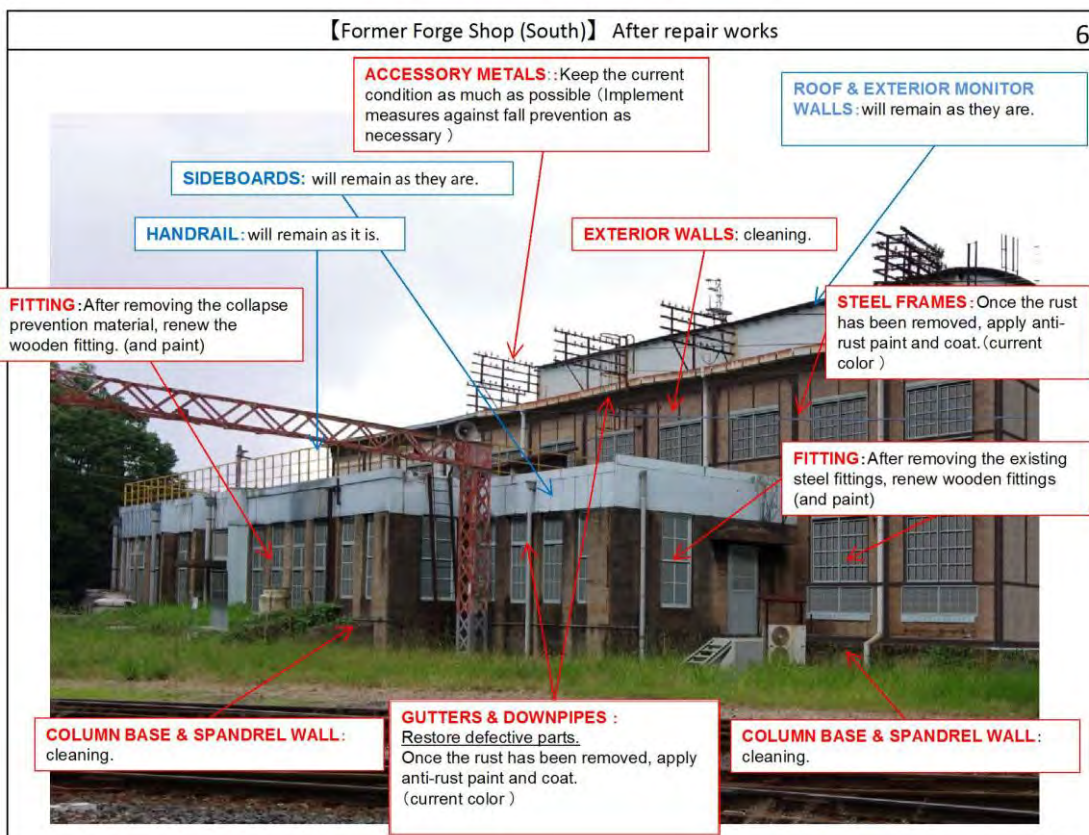 【Former Forge Shop (South)】 After repair works
6
ACCESSORY METALS::Keep the current
condition as much as possible (Implement
measures against fall prevention as
necessary )
ROOF & EXTERIOR MONITOR
WALLS: will remain as they are.
SIDEBOARDS: will remain as they are.
HANDRAIL: will remain as it is.
EXTERIOR WALLS: cleaning.
FITTING: After removing the collapse
prevention material, renew the
wooden fitting. (and paint)
STEEL FRAMES: Once the rust
has been removed, apply anti-
rust paint and coat. (current
color )
FITTING: After removing the existing
steel fittings, renew wooden fittings
(and paint)
COLUMN BASE & SPANDREL WALL:
cleaning.
GUTTERS & DOWNPIPES :
Restore defective parts.
Once the rust has been removed, apply
anti-rust paint and coat.
(current color )
COLUMN BASE & SPANDREL WALL:
cleaning.